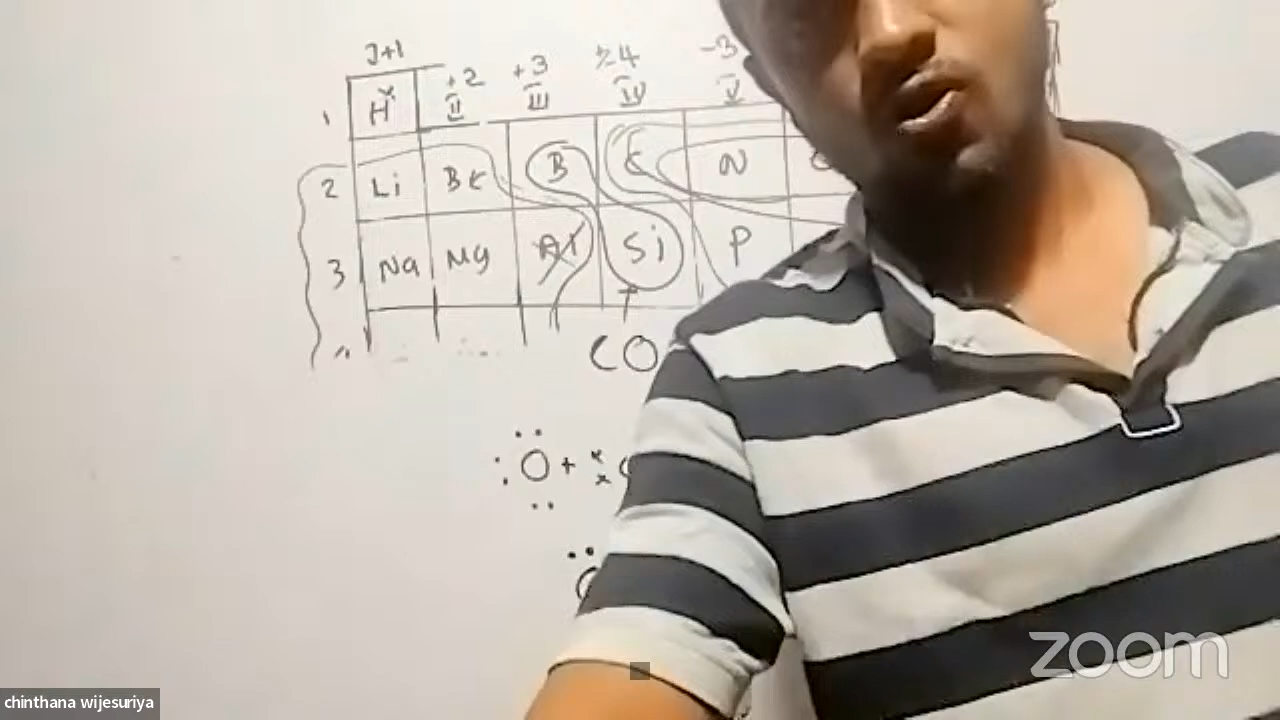 I+1 +2 +3 ±4 -3
II III IV V
1 H
2 Li Be B C N
3 Na Mg Al Si P
CO
O +
zoom
chinthana wijesuriya